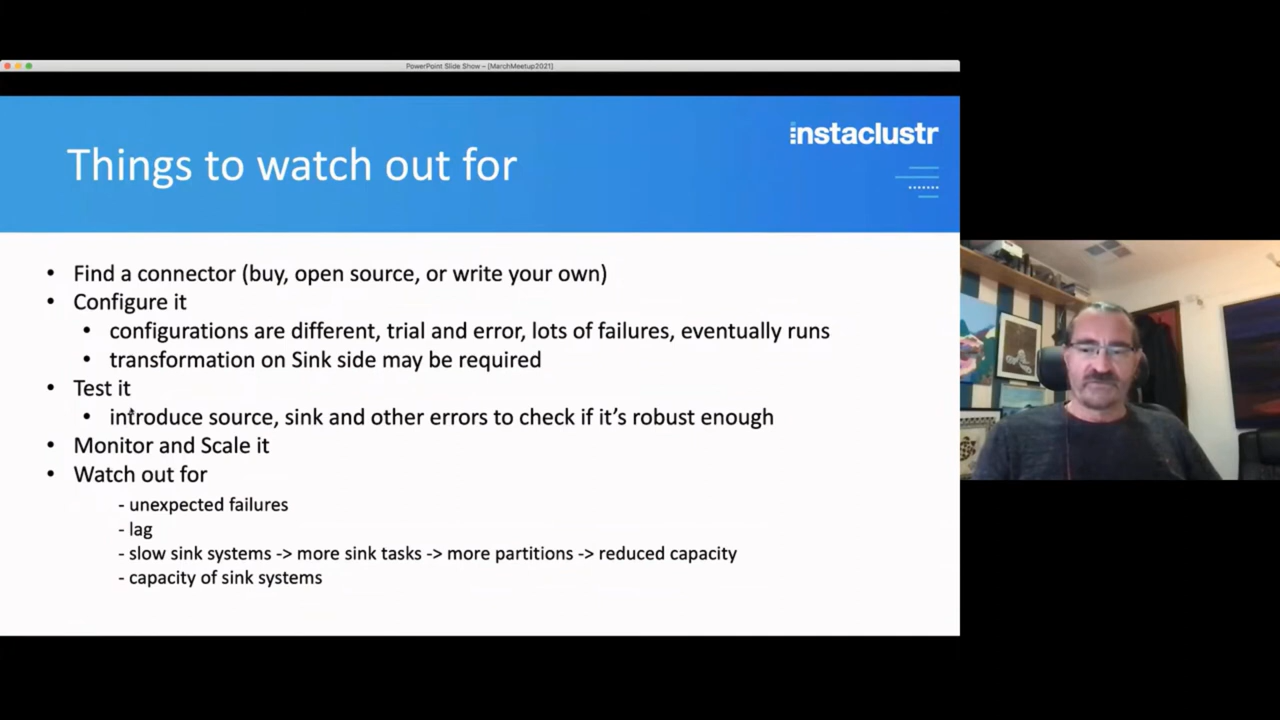 PowerPoint Slide Show – [MarchMeetup2021]
instaclustr
Things to watch out for
• Find a connector (buy, open source, or write your own)
• Configure it
• configurations are different, trial and error, lots of failures, eventually runs
• transformation on Sink side may be required
• Test it
• introduce source, sink and other errors to check if it’s robust enough
• Monitor and Scale it
• Watch out for
- unexpected failures
- lag
- slow sink systems -> more sink tasks -> more partitions -> reduced capacity
- capacity of sink systems